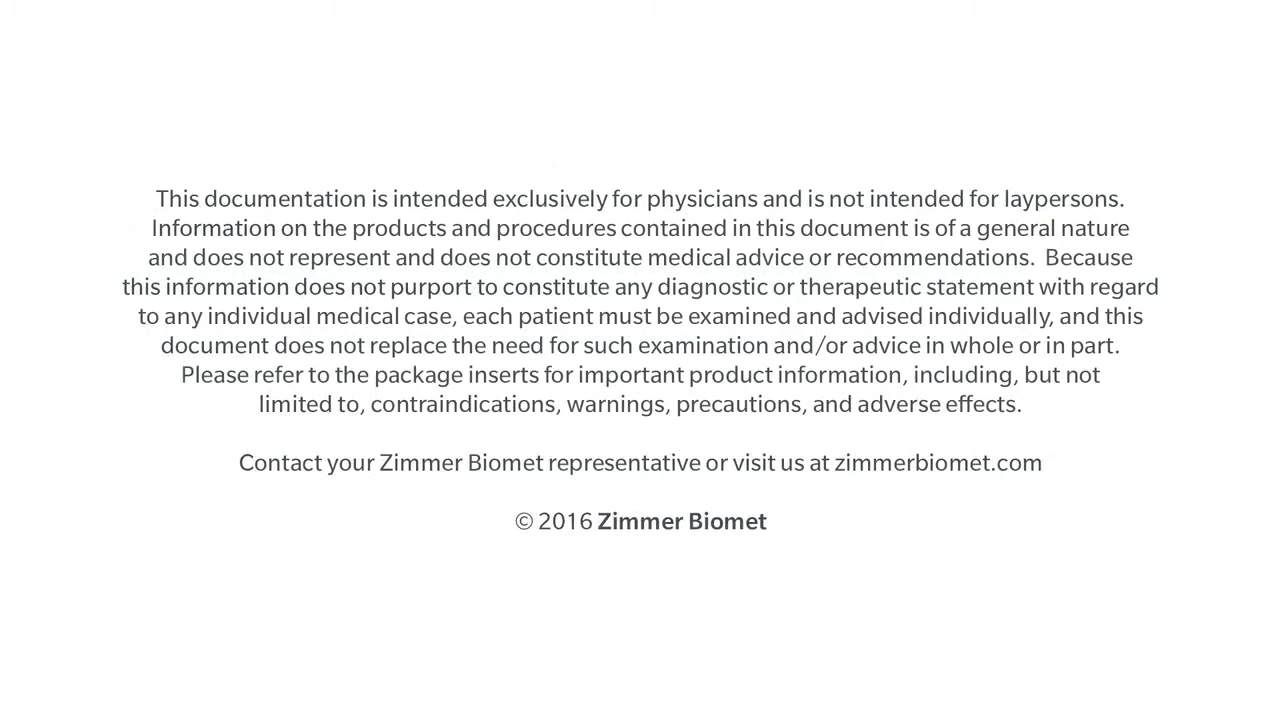 This documentation is intended exclusively for physicians and is not intended for laypersons.
Information on the products and procedures contained in this document is of a general nature
and does not represent and does not constitute medical advice or recommendations.  Because
this information does not purport to constitute any diagnostic or therapeutic statement with regard
to any individual medical case, each patient must be examined and advised individually, and this
document does not replace the need for such examination and/or advice in whole or in part.
Please refer to the package inserts for important product information, including, but not
limited to, contraindications, warnings, precautions, and adverse effects.
Contact your Zimmer Biomet representative or visit us at zimmerbiomet.com
© 2016 Zimmer Biomet